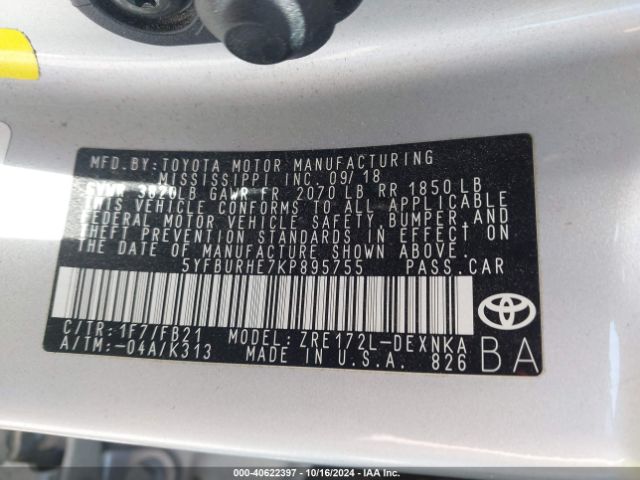 MFD.BY: TOYOTA MOTOR MANUFACTURING
MISSISSIPPI, INC. 09/18
GVWR 3820LB GAWR FR 2070 LB RR 1850 LB
THIS VEHICLE CONFORMS TO ALL APPLICABLE
FEDERAL MOTOR VEHICLE SAFETY BUMPER AND
THEFT PREVENTION STANDARDS IN EFFECT ON
THE DATE OF MANUFACTURE SHOWN ABOVE.
5YFBURHE7KP895755 PASS.CAR
C/TR: 1F7/FB21 MODEL: ZRE172L-DEXNKA
A/TM: -04A/K313 MADE IN U.S.A. 826
BA
TOYOTA
000-40622397 - 10/16/2024 - IAA Inc.